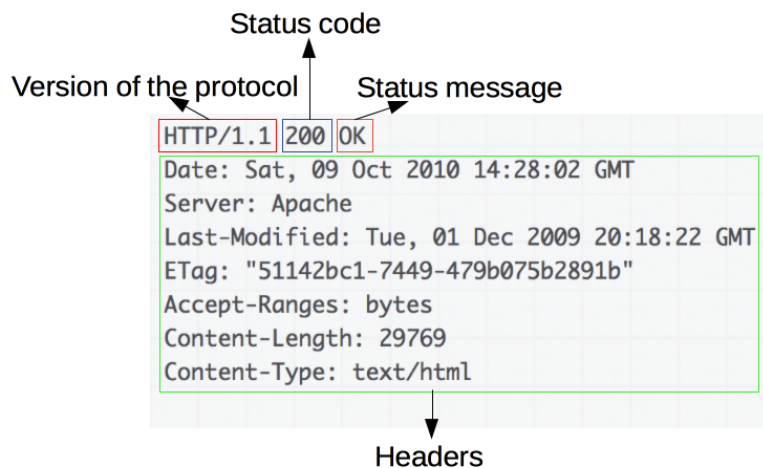 Status code
Version of the protocol
Status message
HTTP/1.1 200 OK
Date: Sat, 09 Oct 2010 14:28:02 GMT
Server: Apache
Last-Modified: Tue, 01 Dec 2009 20:18:22 GMT
ETag: "51142bc1-7449-479b075b2891b"
Accept-Ranges: bytes
Content-Length: 29769
Content-Type: text/html
Headers